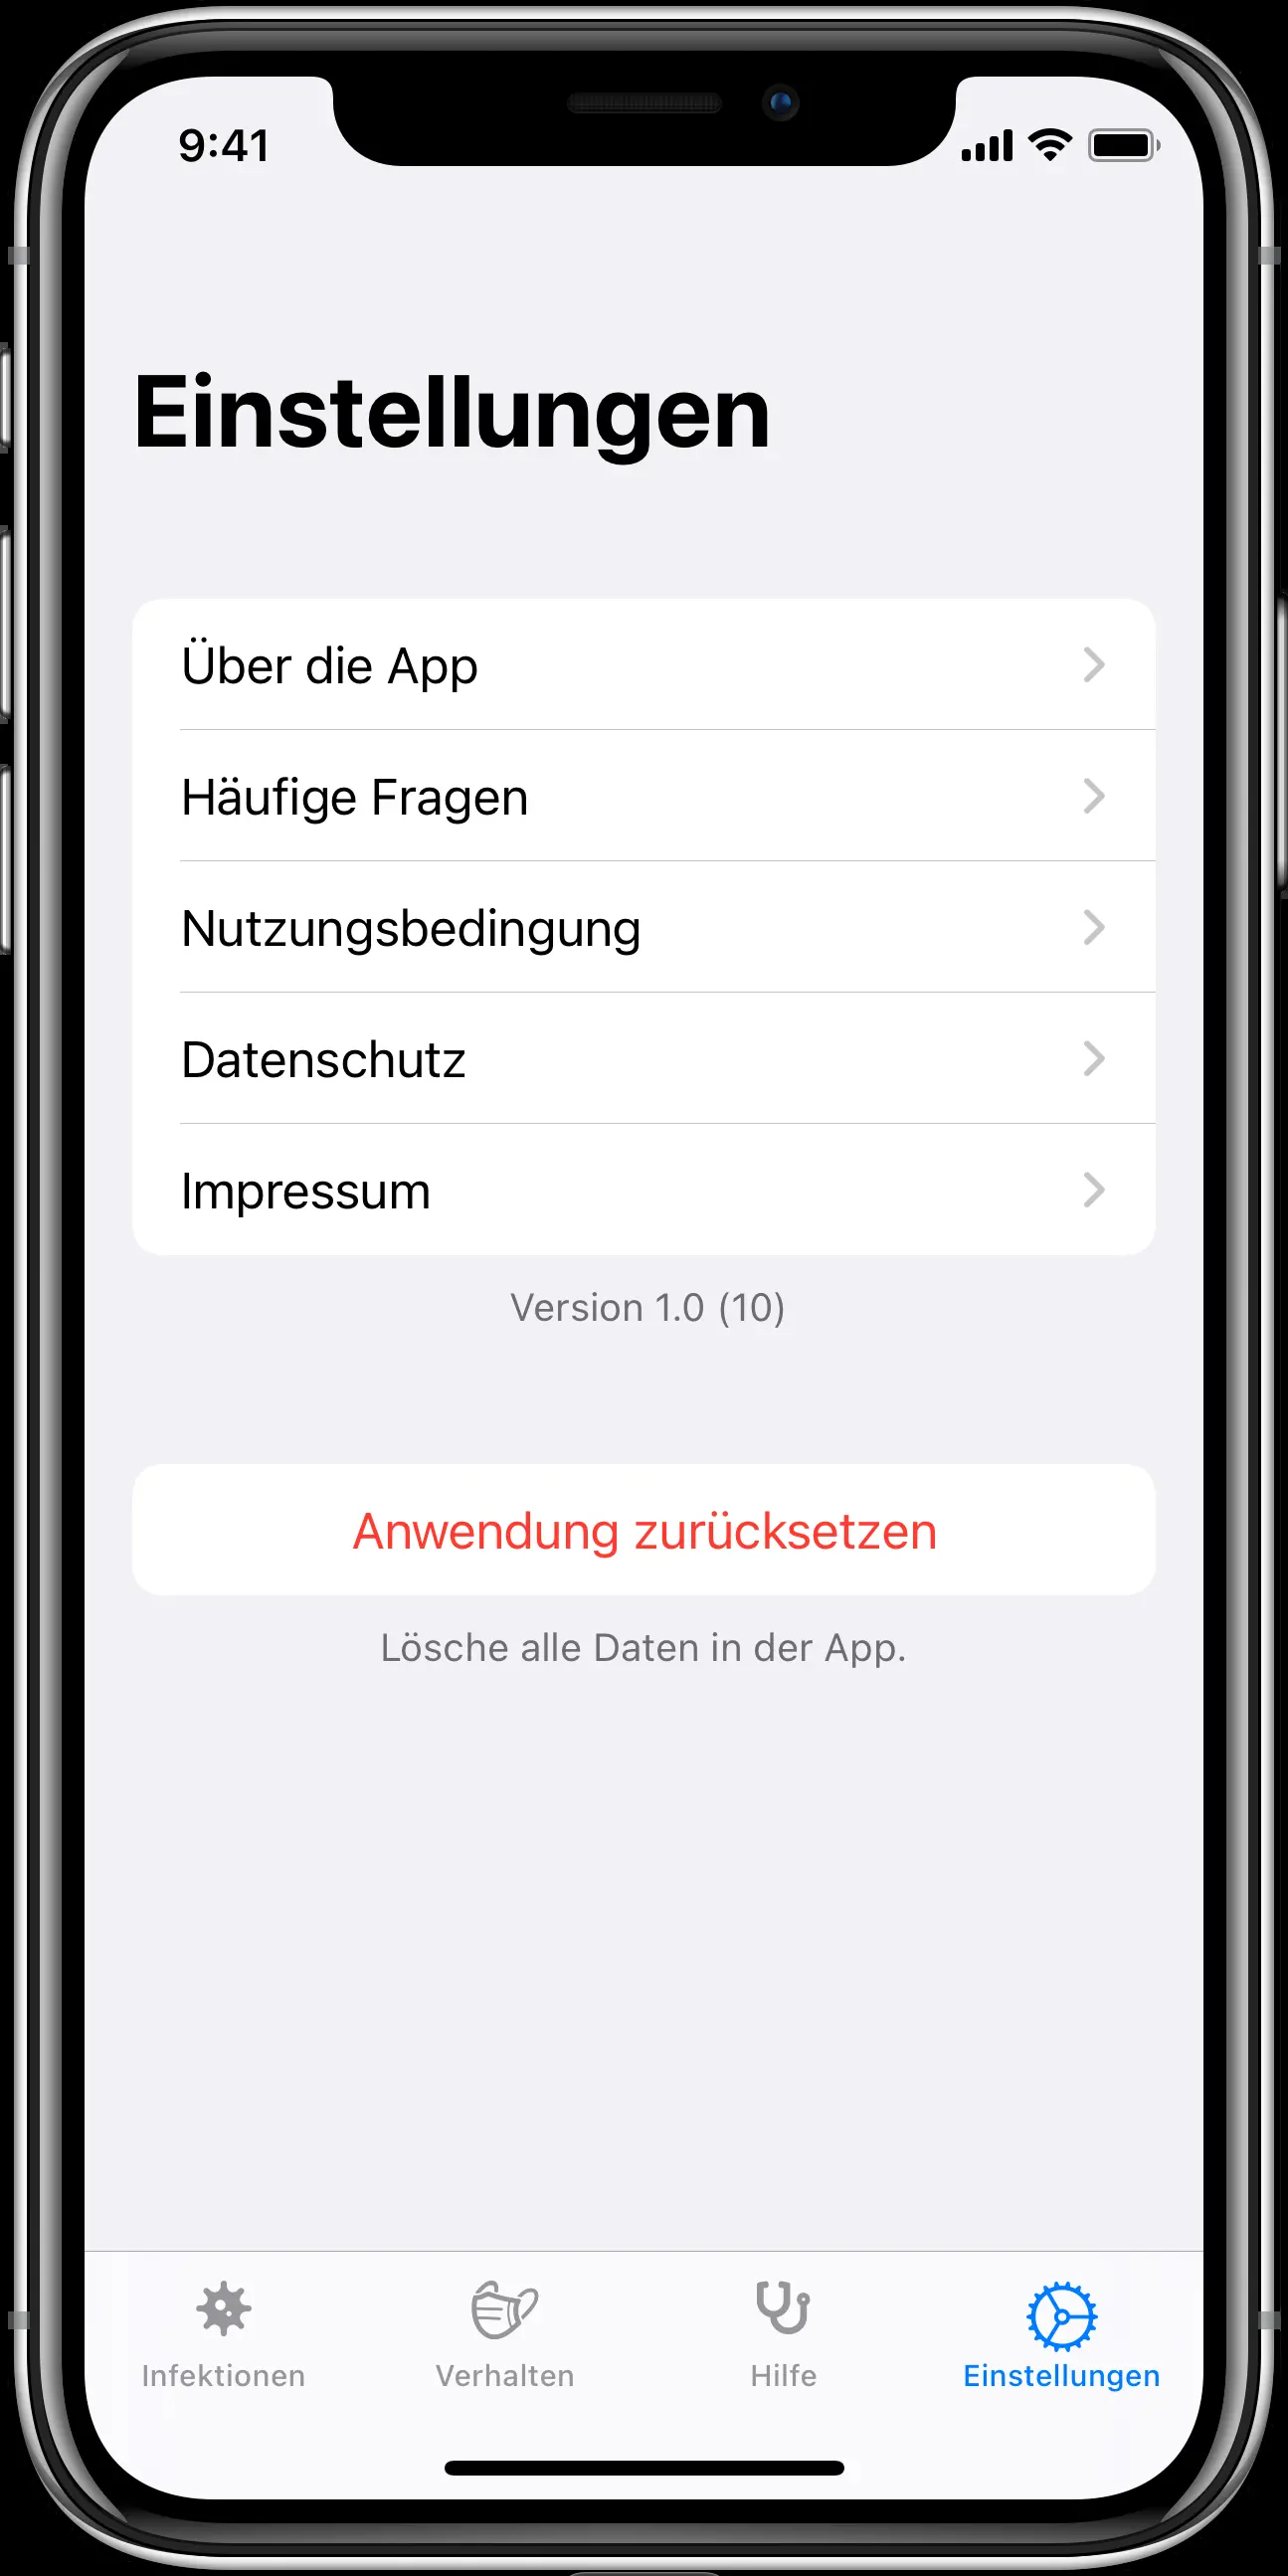 9:41
Einstellungen
Über die App
Häufige Fragen
Nutzungsbedingung
Datenschutz
Impressum
Version 1.0 (10)
Anwendung zurücksetzen
Lösche alle Daten in der App.
Infektionen
Verhalten
Hilfe
Einstellungen